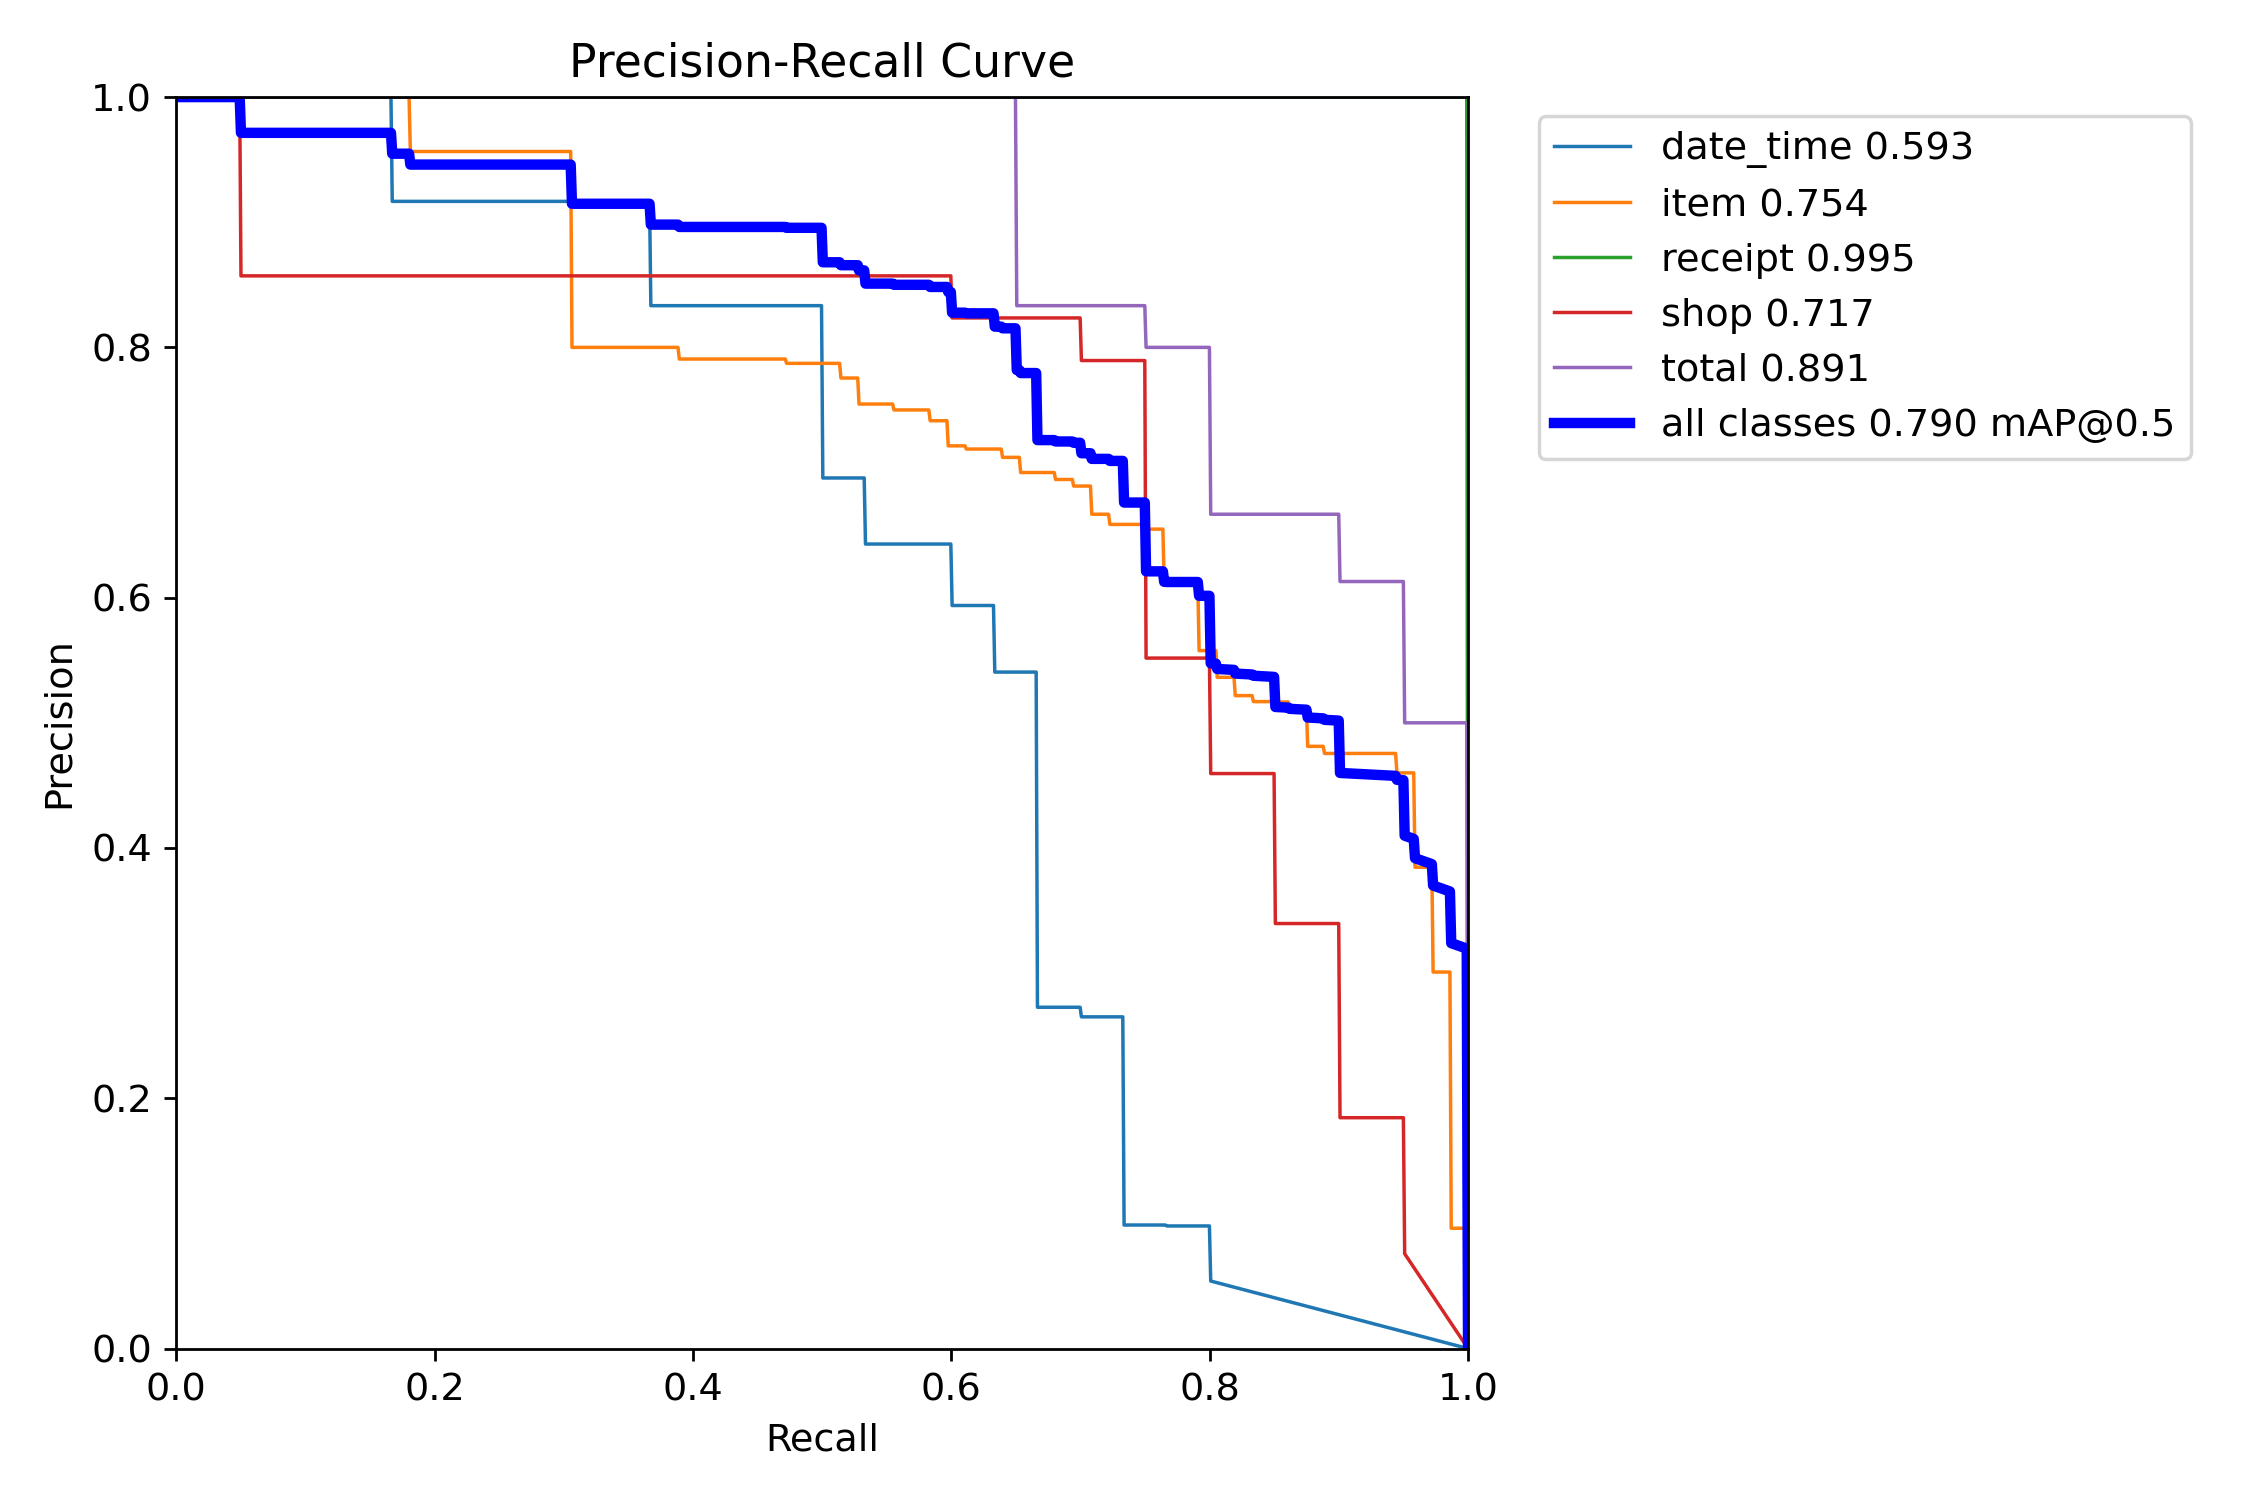 Precision-Recall Curve
1.0
0.8
0.6
0.4
0.2
0.0
Precision
0.0 0.2 0.4 0.6 0.8 1.0
Recall
date_time 0.593
item 0.754
receipt 0.995
shop 0.717
total 0.891
all classes 0.790 mAP@0.5